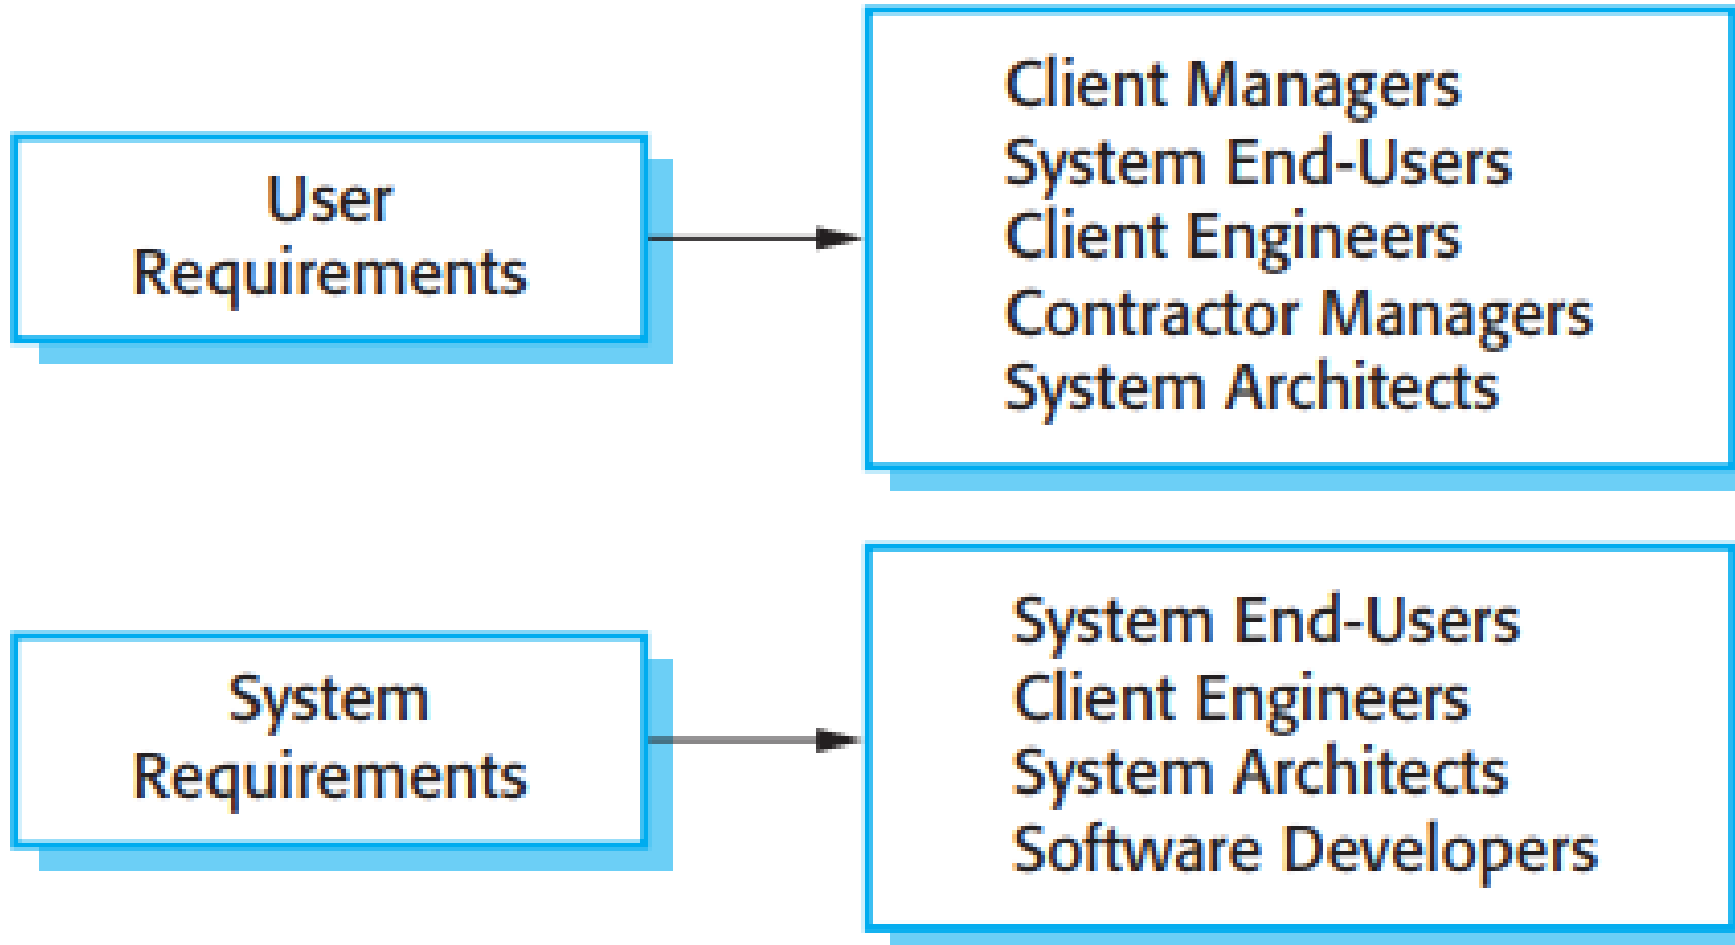 User
Requirements
Client Managers
System End-Users
Client Engineers
Contractor Managers
System Architects
System
Requirements
System End-Users
Client Engineers
System Architects
Software Developers